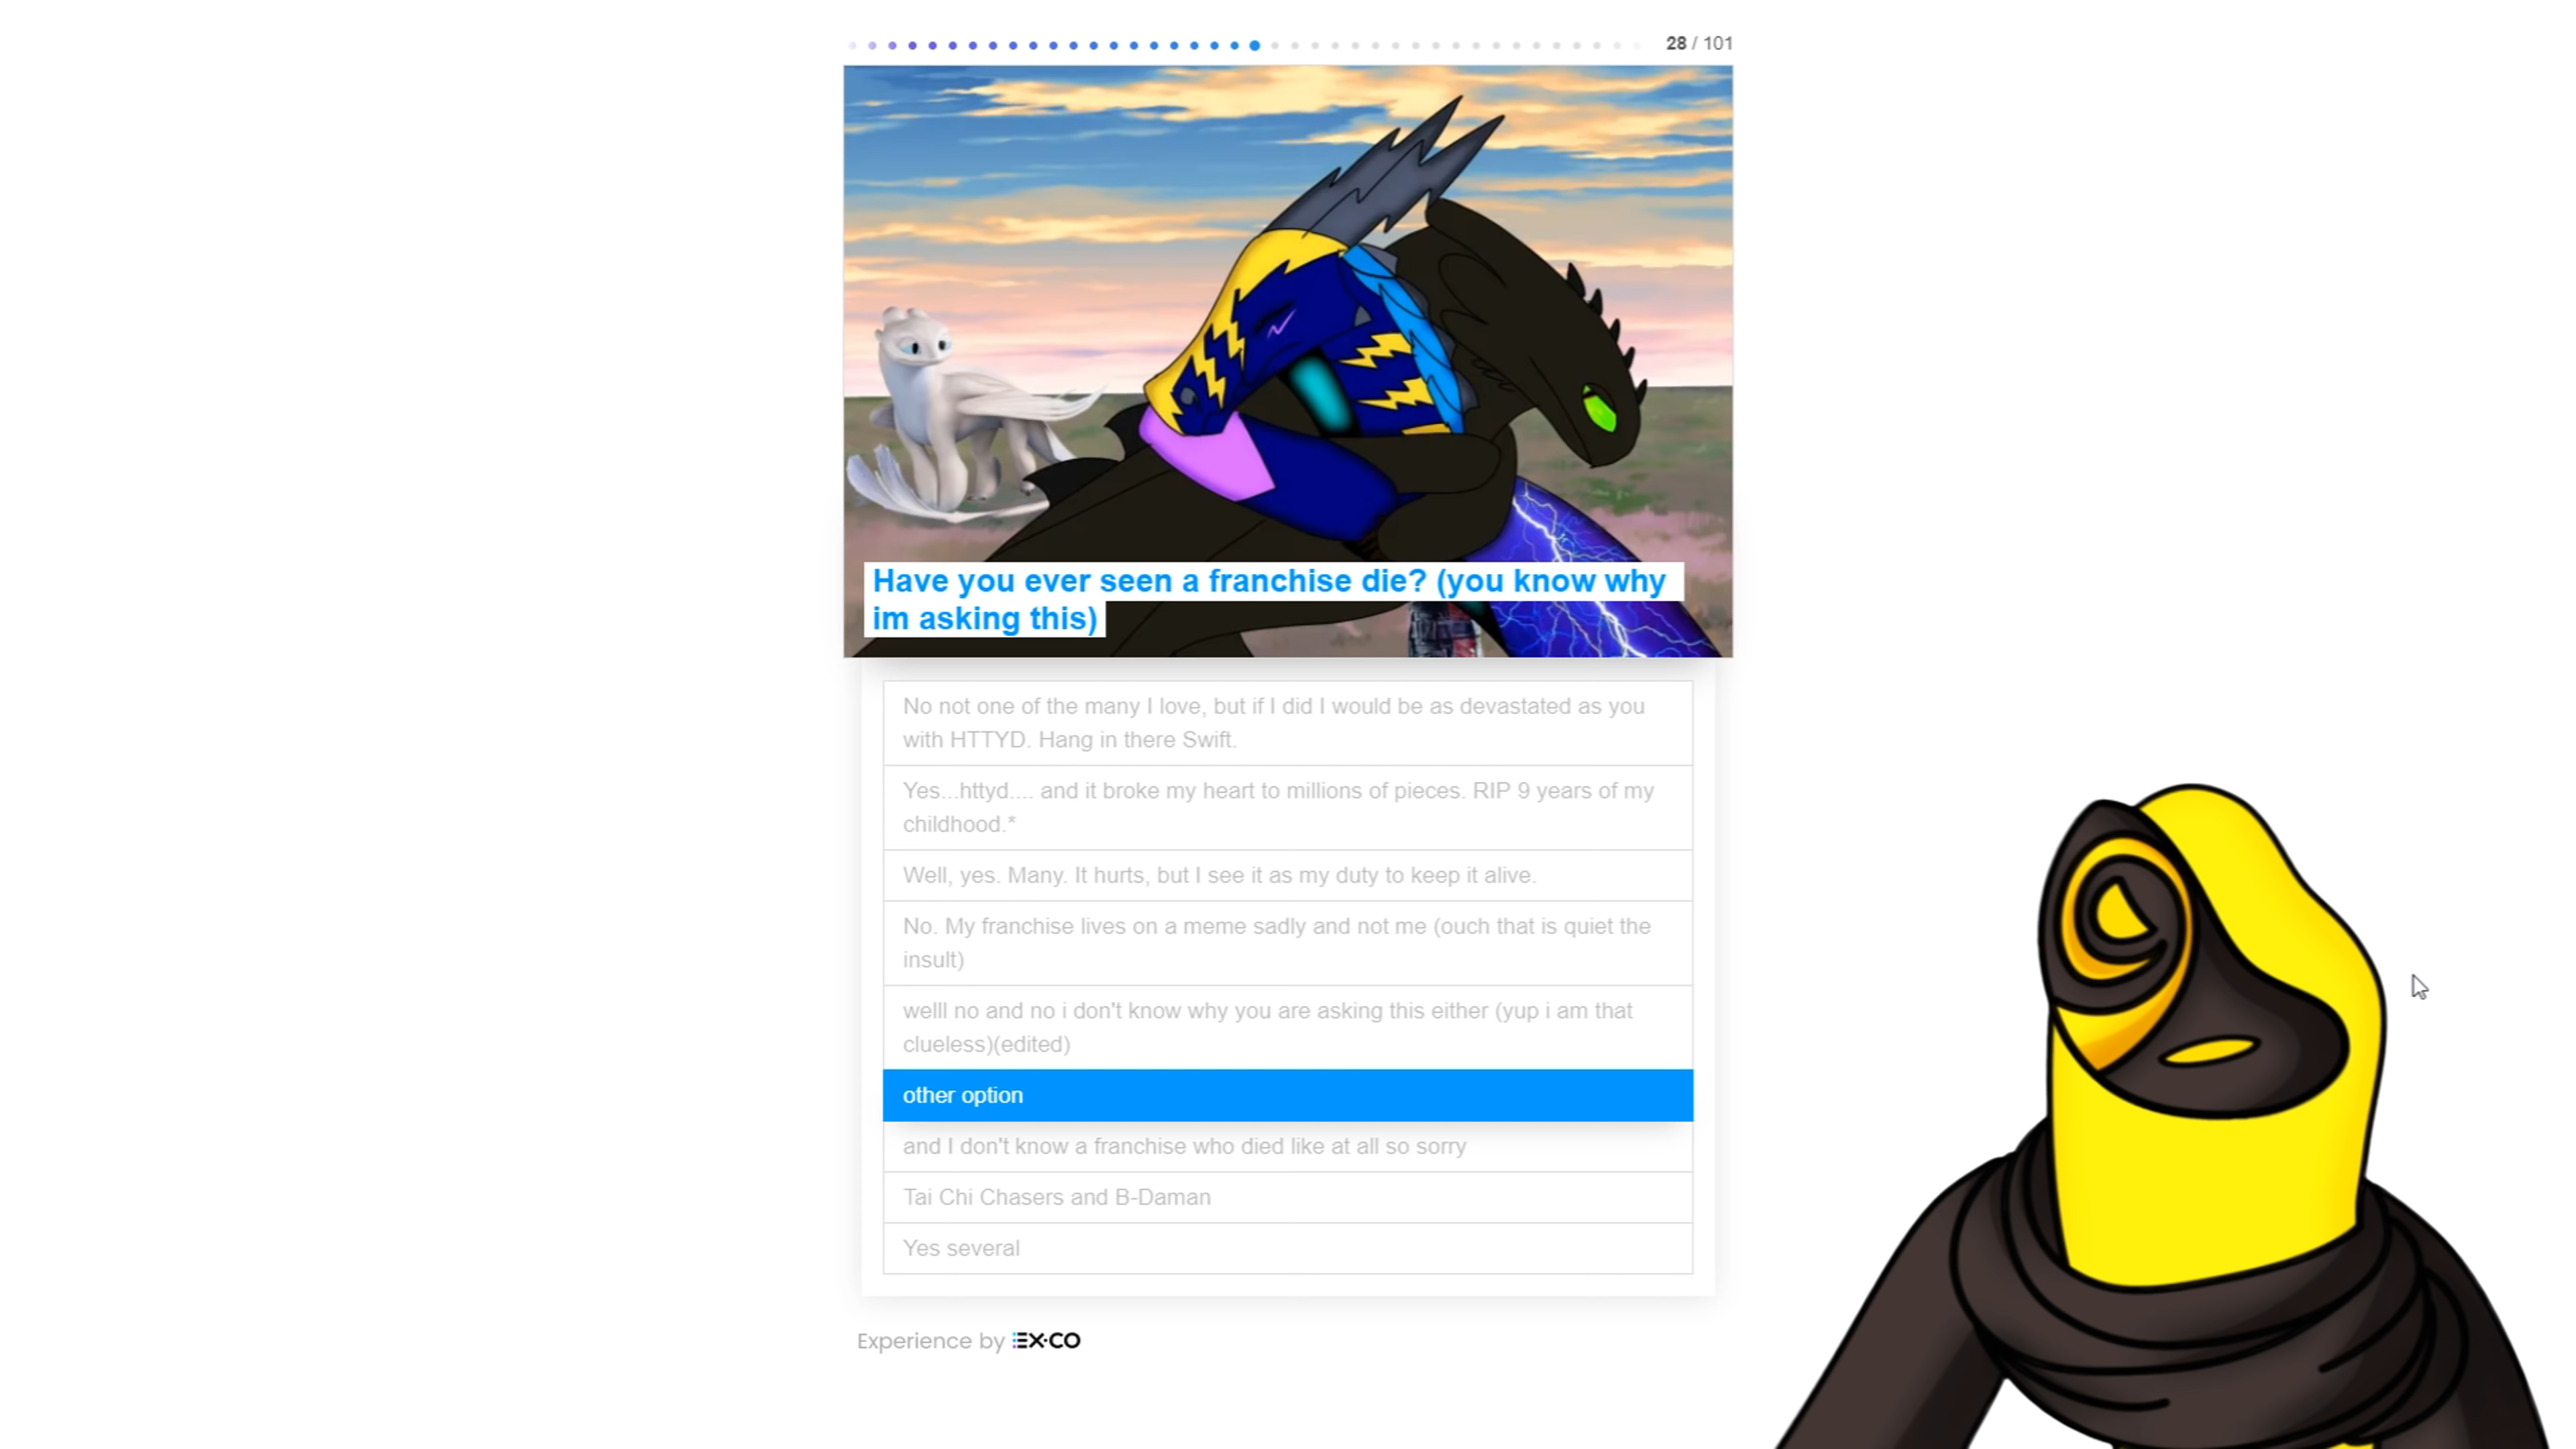 28 / 101
Have you ever seen a franchise die? (you know why
im asking this)
No not one of the many I love, but if I did I would be as devastated as you
with HTTYD. Hang in there Swift.
Yes...httyd.... and it broke my heart to millions of pieces. RIP 9 years of my
childhood.*
Well, yes. Many. It hurts, but I see it as my duty to keep it alive.
No. My franchise lives on a meme sadly and not me (ouch that is quiet the
insult)
welll no and no i don't know why you are asking this either (yup i am that
clueless)(edited)
other option
and I don't know a franchise who died like at all so sorry
Tai Chi Chasers and B-Daman
Yes several
Experience by EX·CO